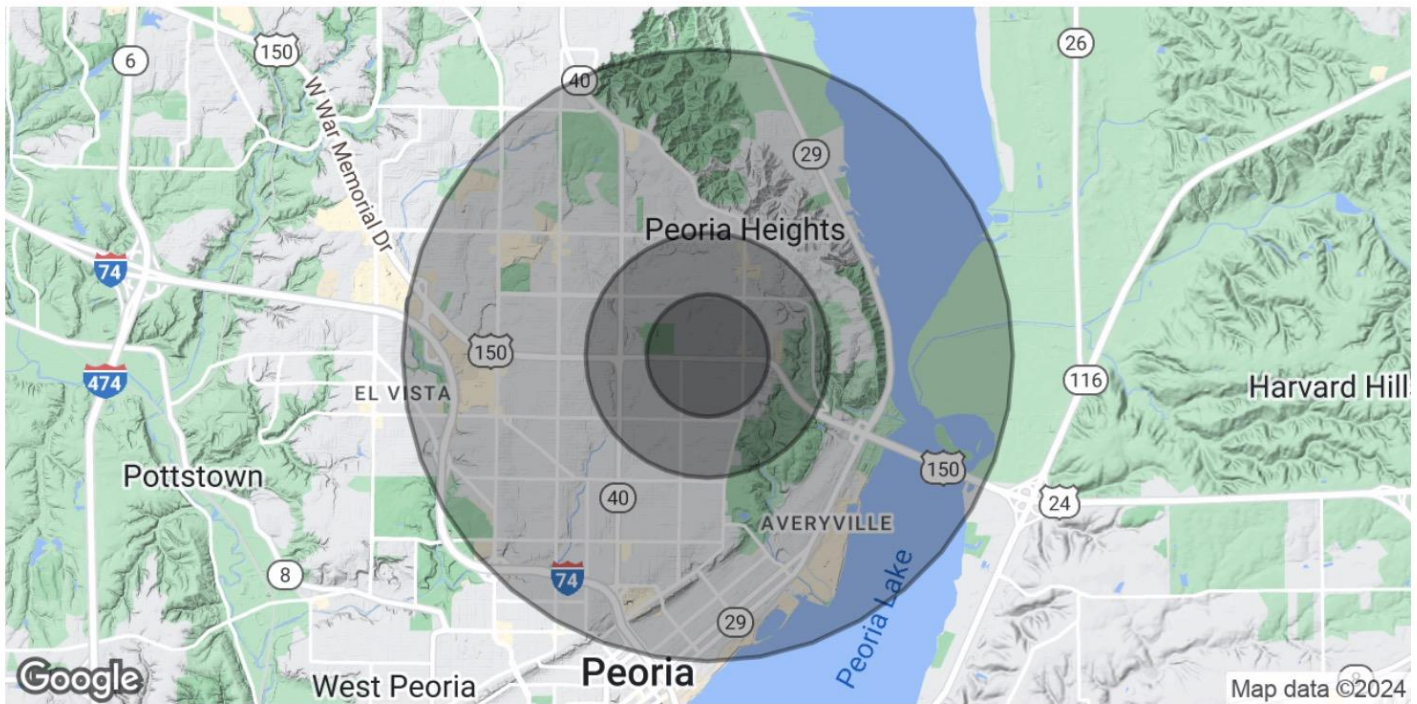 6
150
W War Memorial Dr
40
26
29
Peoria Heights
74
474
150
EL VISTA
116
Harvard Hill
Pottstown
150
40
24
AVERYVILLE
8
74
29
Peoria Lake
Peoria
West Peoria
Google
8
Map data ©2024